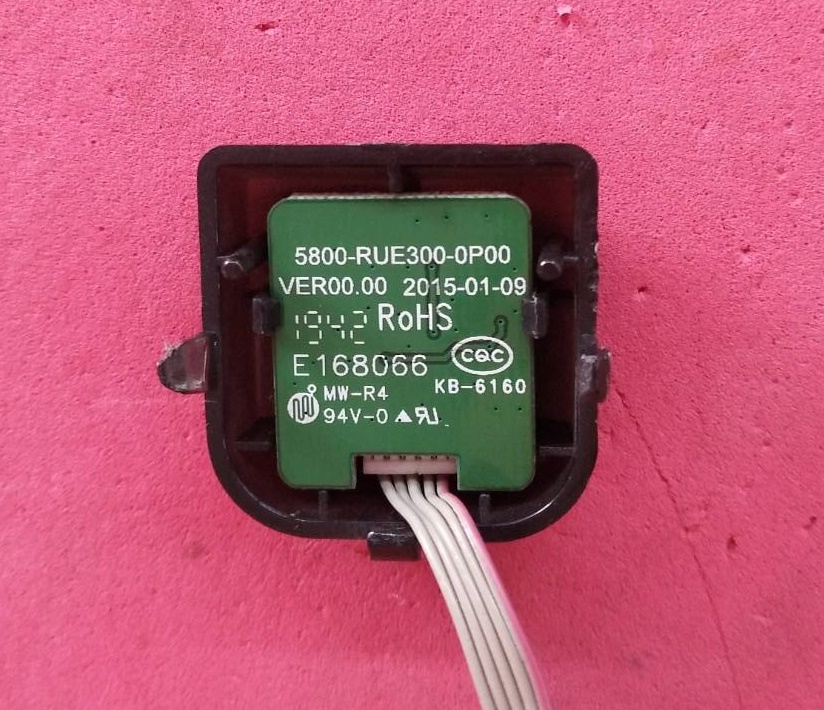 5800-RUE300-0P00
VER00.00 2015-01-09
1942 RoHS
E168066 CQC
MW-R4 KB-6160
94V-0